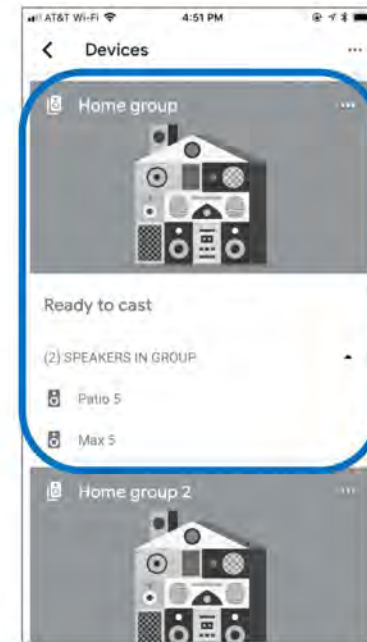 AT&T Wi-Fi 4:51 PM
Devices
Home group
Ready to cast
(2) SPEAKERS IN GROUP
Patio 5
Max 5
Home group 2